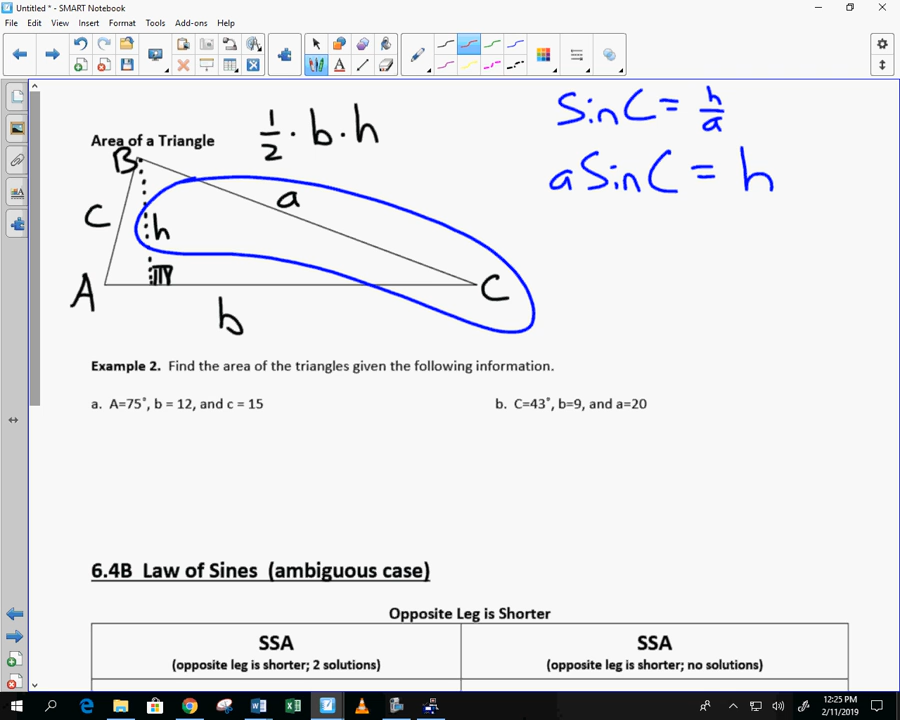 Untitled * - SMART Notebook
File Edit View Insert Format Tools Add-ons Help
Sin C = h/a
Area of a Triangle
1/2 · b · h
B
a Sin C = h
a
c
h
A
C
b
Example 2. Find the area of the triangles given the following information.
a. A=75°, b = 12, and c = 15
b. C=43°, b=9, and a=20
6.4B Law of Sines (ambiguous case)
Opposite Leg is Shorter
SSA
(opposite leg is shorter; 2 solutions)
SSA
(opposite leg is shorter; no solutions)
12:25 PM
2/11/2019